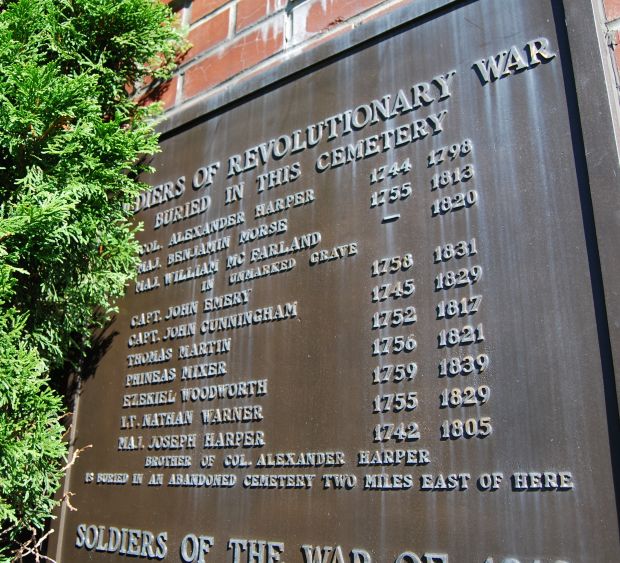 SOLDIERS OF REVOLUTIONARY WAR
BURIED IN THIS CEMETERY
COL. ALEXANDER HARPER 1744 1798
MAJ. BENJAMIN MORSE 1755 1813
MAJ. WILLIAM MC FARLAND — 1820
IN UNMARKED GRAVE
CAPT. JOHN EMERY 1758 1831
CAPT. JOHN CUNNINGHAM 1745 1829
THOMAS MARTIN 1752 1817
PHINEAS MIXER 1756 1821
EZEKIEL WOODWORTH 1759 1839
LT. NATHAN WARNER 1755 1829
MAJ. JOSEPH HARPER 1742 1805
BROTHER OF COL. ALEXANDER HARPER
IS BURIED IN AN ABANDONED CEMETERY TWO MILES EAST OF HERE
SOLDIERS OF THE WAR OF